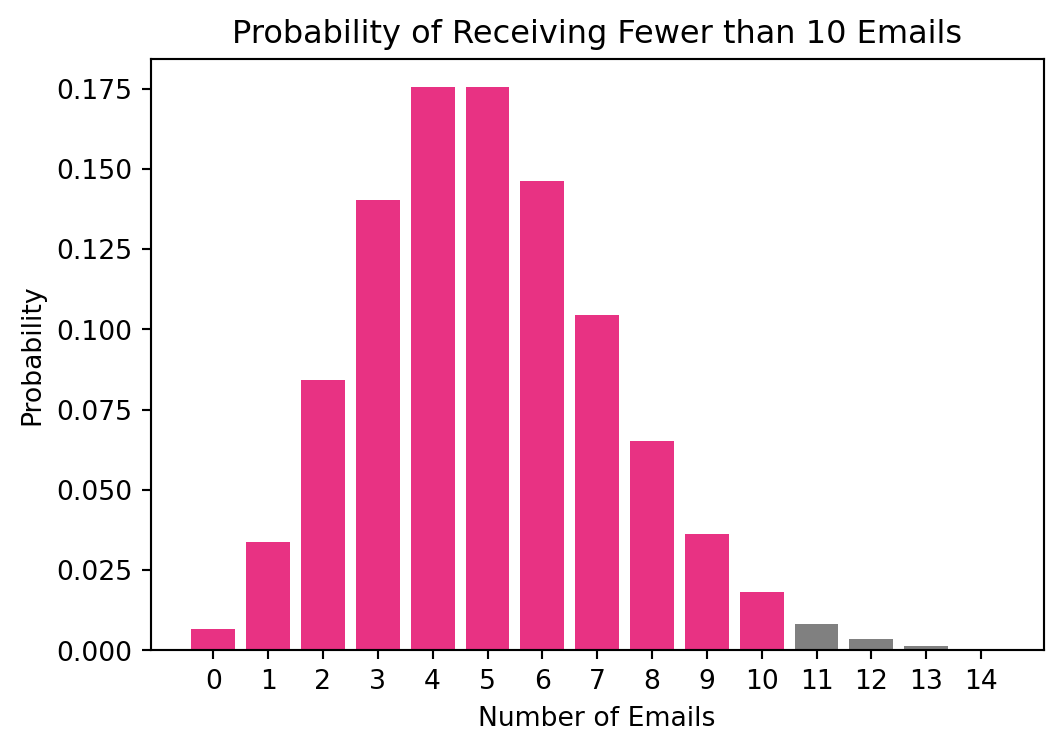 Probability of Receiving Fewer than 10 Emails
Probability
0.175
0.150
0.125
0.100
0.075
0.050
0.025
0.000
0 1 2 3 4 5 6 7 8 9 10 11 12 13 14
Number of Emails